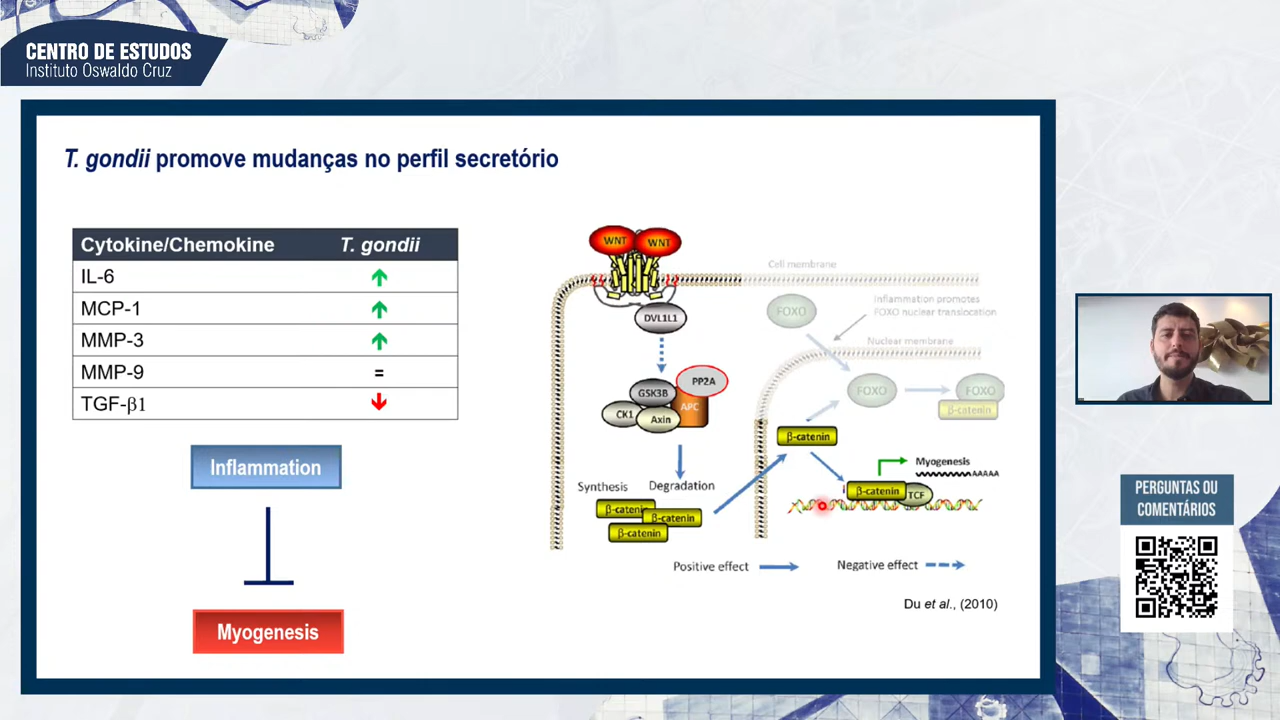 CENTRO DE ESTUDOS
Instituto Oswaldo Cruz
T. gondii promove mudanças no perfil secretório
Cytokine/Chemokine T. gondii
IL-6 ↑
MCP-1 ↑
MMP-3 ↑
MMP-9 =
TGF-β1 ↓
Inflammation
Myogenesis
WNT WNT
Cell membrane
DVL1L1
FOXO
Inflammation promotes
FOXO nuclear translocation
Nuclear membrane
PP2A
GSK3B
APC
CK1
Axin
FOXO
FOXO
β-catenin
β-catenin
Myogenesis
AAAAA
β-catenin
TCF
Synthesis
Degradation
β-catenin
β-catenin
β-catenin
Positive effect
Negative effect
Du et al., (2010)
PERGUNTAS OU
COMENTÁRIOS